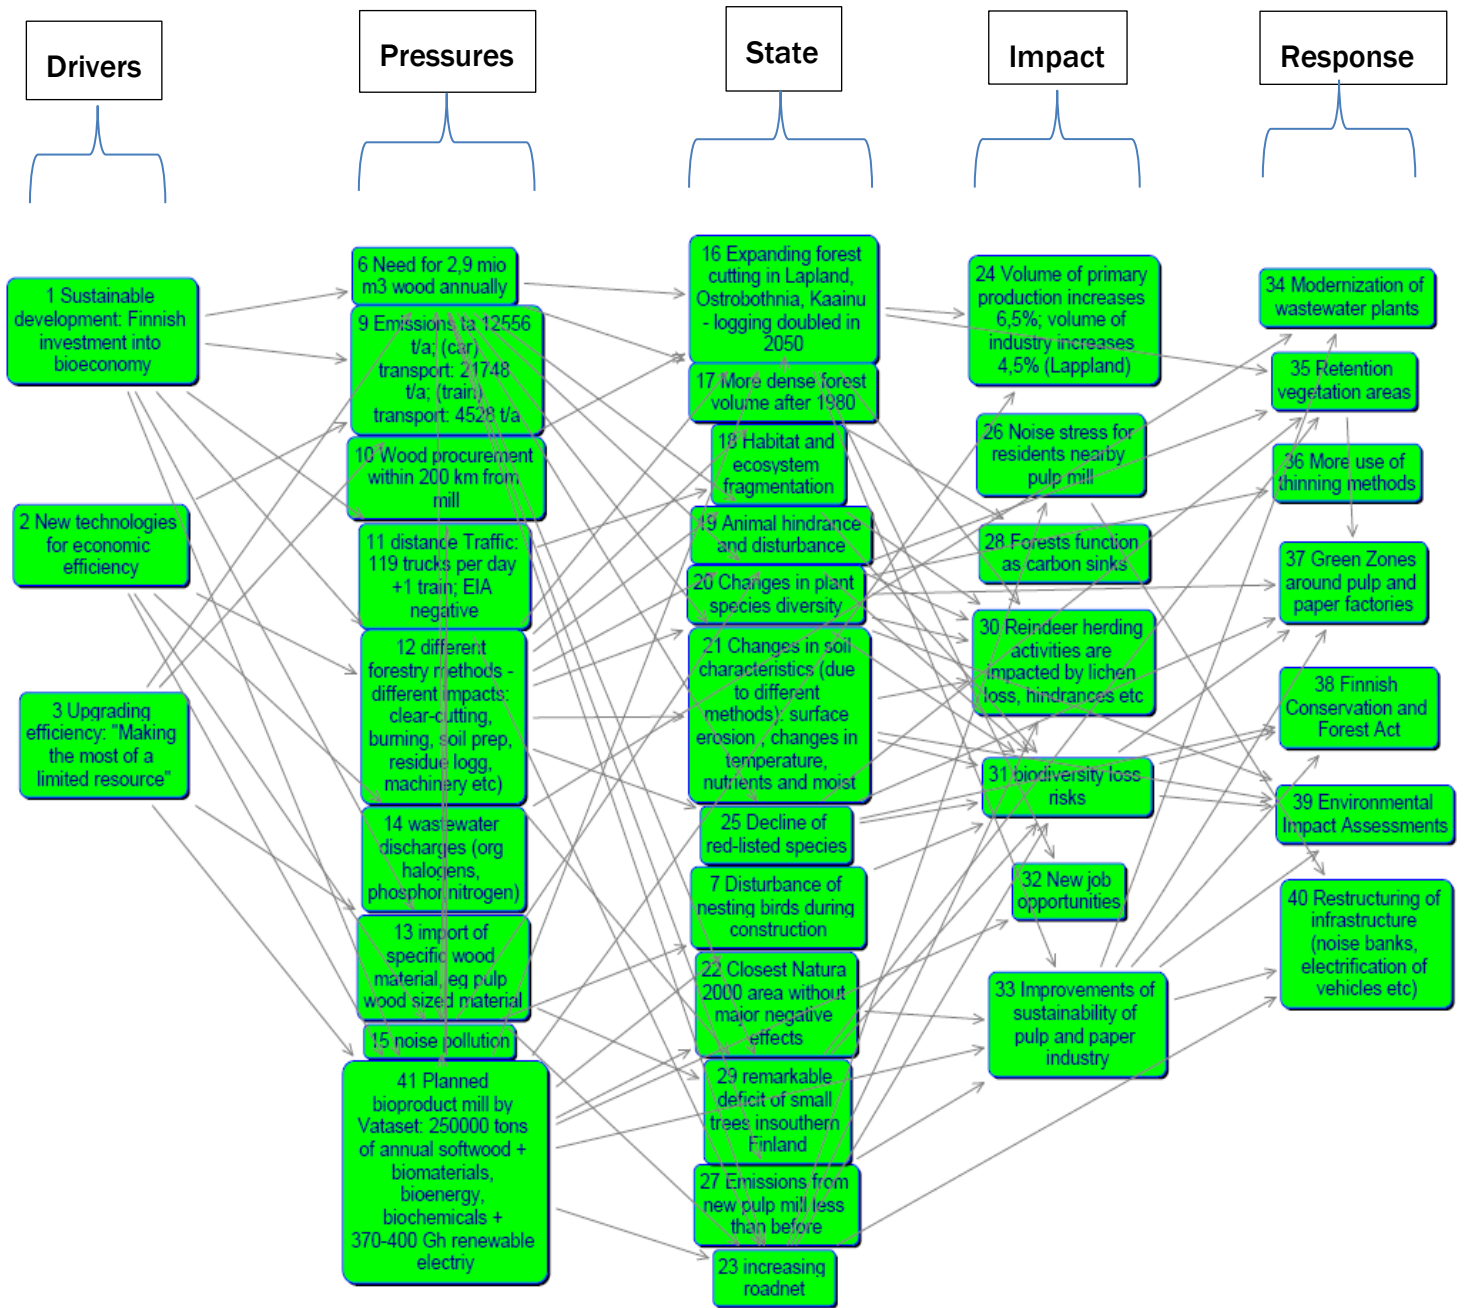 Drivers
Pressures
State
Impact
Response
1 Sustainable
development: Finnish
investment into
bioeconomy
2 New technologies
for economic
efficiency
3 Upgrading
efficiency: "Making
the most of a
limited resource"
6 Need for 2,9 mio
m3 wood annually
9 Emissions ta 12556
t/a; (car)
transport: 21748
t/a; (train)
transport: 4528 t/a
10 Wood procurement
within 200 km from
mill
11 distance Traffic:
119 trucks per day
+1 train; EIA
negative
12 different
forestry methods -
different impacts:
clear-cutting,
burning, soil prep,
residue logg,
machinery etc)
14 wastewater
discharges (org
halogens,
phosphor,nitrogen)
13 import of
specific wood
material, eg pulp
wood sized material
15 noise pollution
41 Planned
bioproduct mill by
Vataset: 250000 tons
of annual softwood +
biomaterials,
bioenergy,
biochemicals +
370-400 Gh renewable
electriy
16 Expanding forest
cutting in Lapland,
Ostrobothnia, Kaainu
- logging doubled in
2050
17 More dense forest
volume after 1980
18 Habitat and
ecosystem
fragmentation
19 Animal hindrance
and disturbance
20 Changes in plant
species diversity
21 Changes in soil
characteristics (due
to different
methods): surface
erosion , changes in
temperature,
nutrients and moist
25 Decline of
red-listed species
7 Disturbance of
nesting birds during
construction
22 Closest Natura
2000 area without
major negative
effects
29 remarkable
deficit of small
trees insouthern
Finland
27 Emissions from
new pulp mill less
than before
23 increasing
roadnet
24 Volume of primary
production increases
6,5%; volume of
industry increases
4,5% (Lappland)
26 Noise stress for
residents nearby
pulp mill
28 Forests function
as carbon sinks
30 Reindeer herding
activities are
impacted by lichen
loss, hindrances etc
31 biodiversity loss
risks
32 New job
opportunities
33 Improvements of
sustainability of
pulp and paper
industry
34 Modernization of
wastewater plants
35 Retention
vegetation areas
36 More use of
thinning methods
37 Green Zones
around pulp and
paper factories
38 Finnish
Conservation and
Forest Act
39 Environmental
Impact Assessments
40 Restructuring of
infrastructure
(noise banks,
electrification of
vehicles etc)